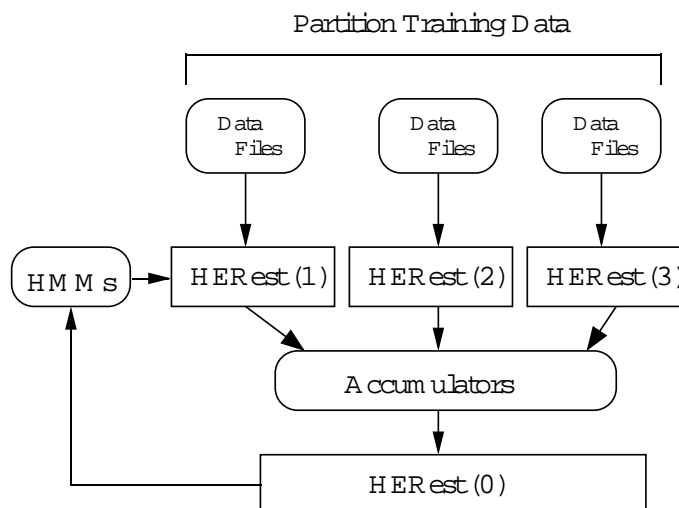 Partition Training Data
Data
Files
Data
Files
Data
Files
HMMs
HERest(1)
HERest(2)
HERest(3)
Accumulators
HERest(0)